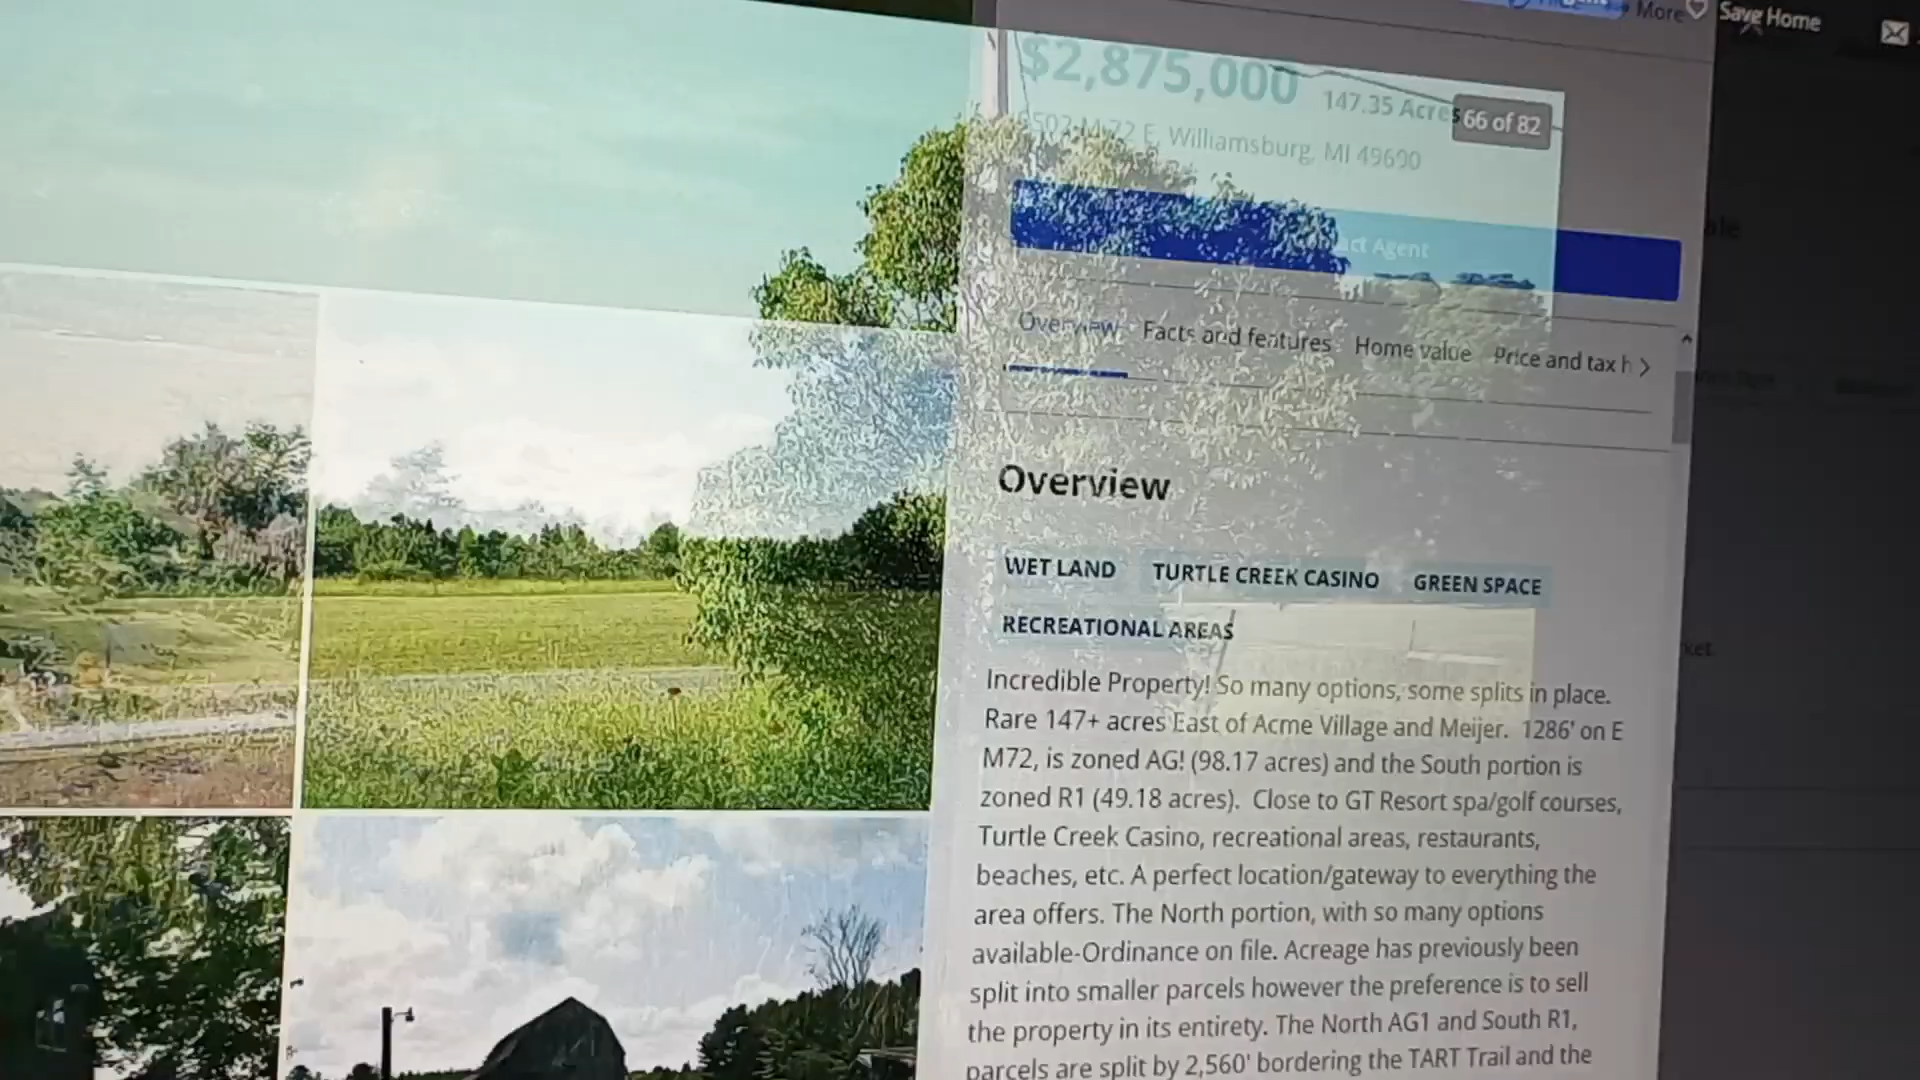 More
Save Home
$2,875,000
147.35 Acres
66 of 82
M-72 E, Williamsburg, MI 49690
Agent
Overview
Facts and features
Home value
Price and tax h
Overview
WET LAND
TURTLE CREEK CASINO
GREEN SPACE
RECREATIONAL AREAS
Incredible Property! So many options, some splits in place.
Rare 147+ acres East of Acme Village and Meijer. 1286' on E
M72, is zoned AG! (98.17 acres) and the South portion is
zoned R1 (49.18 acres). Close to GT Resort spa/golf courses,
Turtle Creek Casino, recreational areas, restaurants,
beaches, etc. A perfect location/gateway to everything the
area offers. The North portion, with so many options
available-Ordinance on file. Acreage has previously been
split into smaller parcels however the preference is to sell
the property in its entirety. The North AG1 and South R1,
parcels are split by 2,560' bordering the TART Trail and the